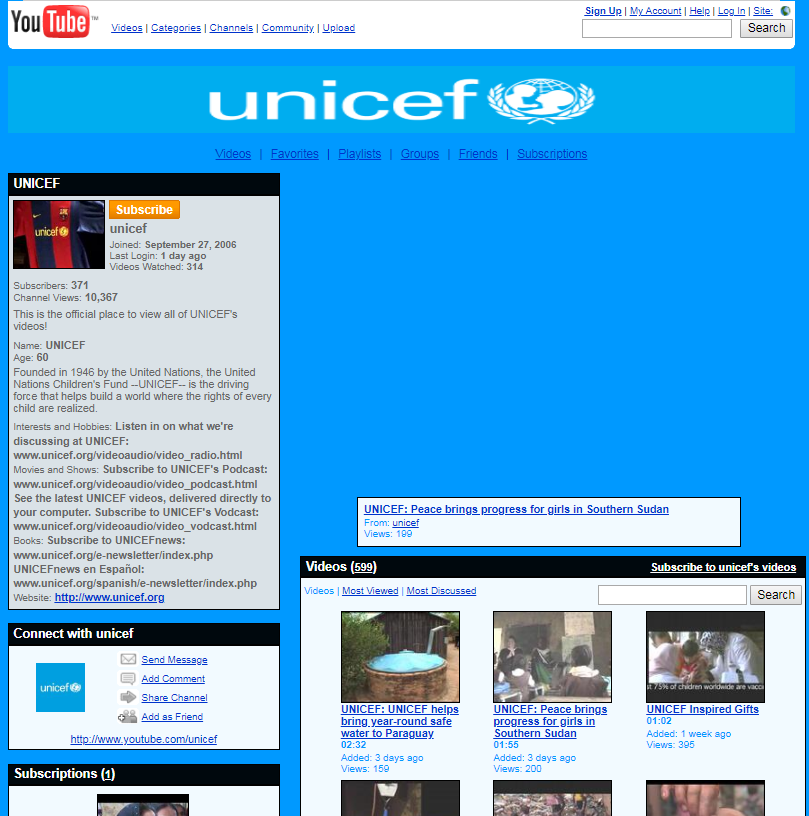 YouTube™
Videos | Categories | Channels | Community | Upload
Sign Up | My Account | Help | Log In | Site:
Search
unicef
Videos | Favorites | Playlists | Groups | Friends | Subscriptions
UNICEF
unicef
Subscribe
unicef
Joined: September 27, 2006
Last Login: 1 day ago
Videos Watched: 314
Subscribers: 371
Channel Views: 10,367
This is the official place to view all of UNICEF's
videos!
Name: UNICEF
Age: 60
Founded in 1946 by the United Nations, the United
Nations Children's Fund --UNICEF-- is the driving
force that helps build a world where the rights of every
child are realized.
Interests and Hobbies: Listen in on what we're
discussing at UNICEF:
www.unicef.org/videoaudio/video_radio.html
Movies and Shows: Subscribe to UNICEF's Podcast:
www.unicef.org/videoaudio/video_podcast.html
See the latest UNICEF videos, delivered directly to
your computer. Subscribe to UNICEF's Vodcast:
www.unicef.org/videoaudio/video_vodcast.html
Books: Subscribe to UNICEFnews:
www.unicef.org/e-newsletter/index.php
UNICEFnews en Español:
www.unicef.org/spanish/e-newsletter/index.php
Website: http://www.unicef.org
Connect with unicef
unicef
Send Message
Add Comment
Share Channel
Add as Friend
http://www.youtube.com/unicef
Subscriptions (1)
UNICEF: Peace brings progress for girls in Southern Sudan
From: unicef
Views: 199
Videos (599)
Subscribe to unicef's videos
Videos | Most Viewed | Most Discussed
Search
UNICEF: UNICEF helps
bring year-round safe
water to Paraguay
02:32
Added: 3 days ago
Views: 159
UNICEF: Peace brings
progress for girls in
Southern Sudan
01:55
Added: 3 days ago
Views: 200
75% of children worldwide are
UNICEF Inspired Gifts
01:02
Added: 1 week ago
Views: 395